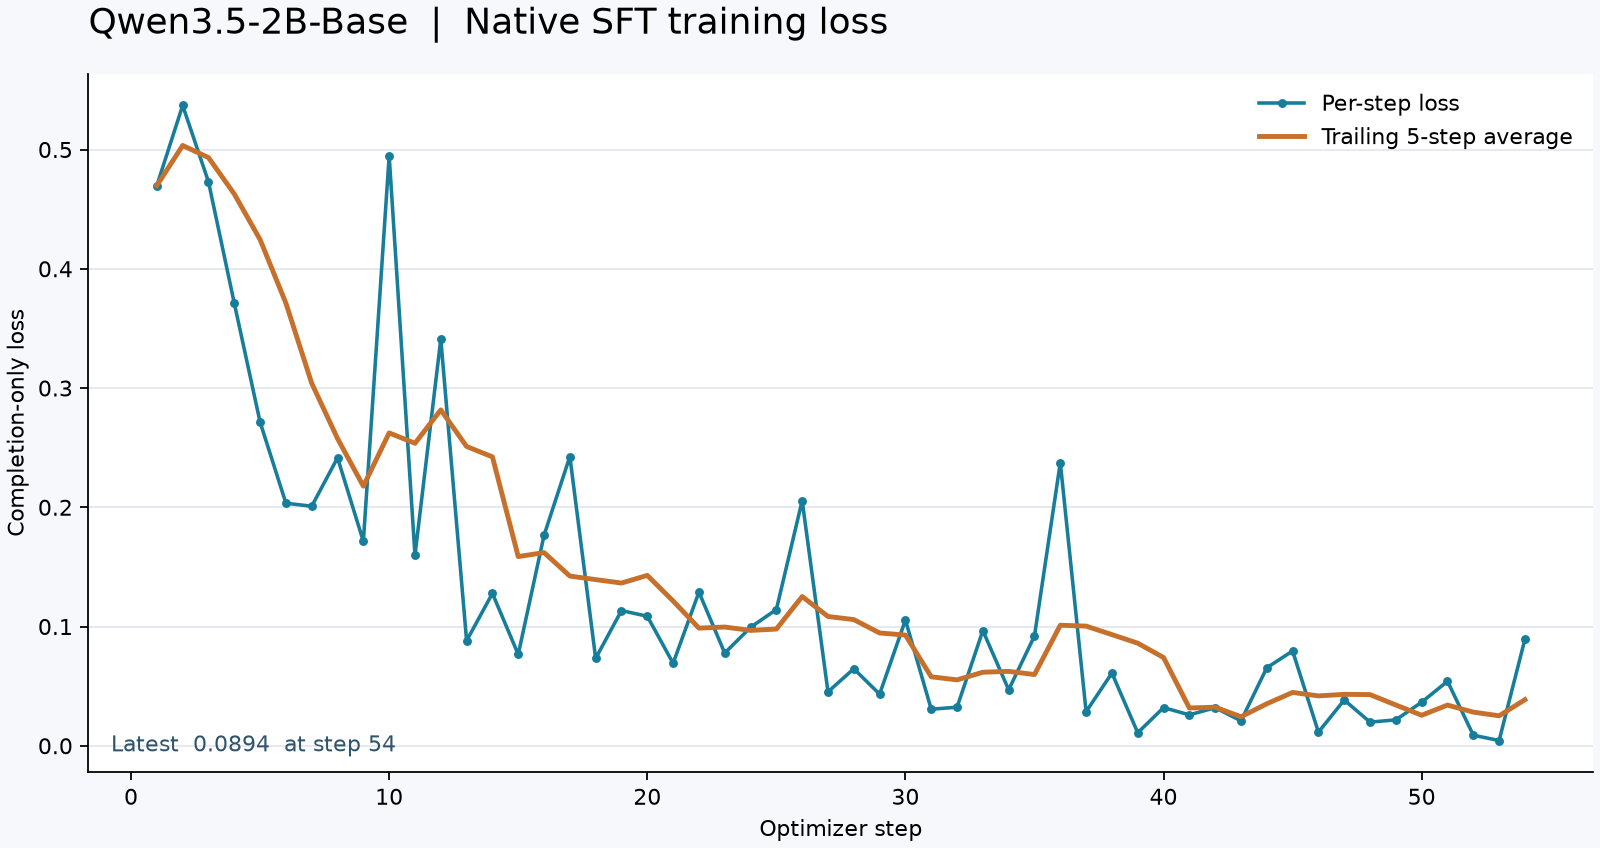 Qwen3.5-2B-Base | Native SFT training loss
Per-step loss
Trailing 5-step average
Completion-only loss
0.5
0.4
0.3
0.2
0.1
0.0
Latest 0.0894 at step 54
0 10 20 30 40 50
Optimizer step